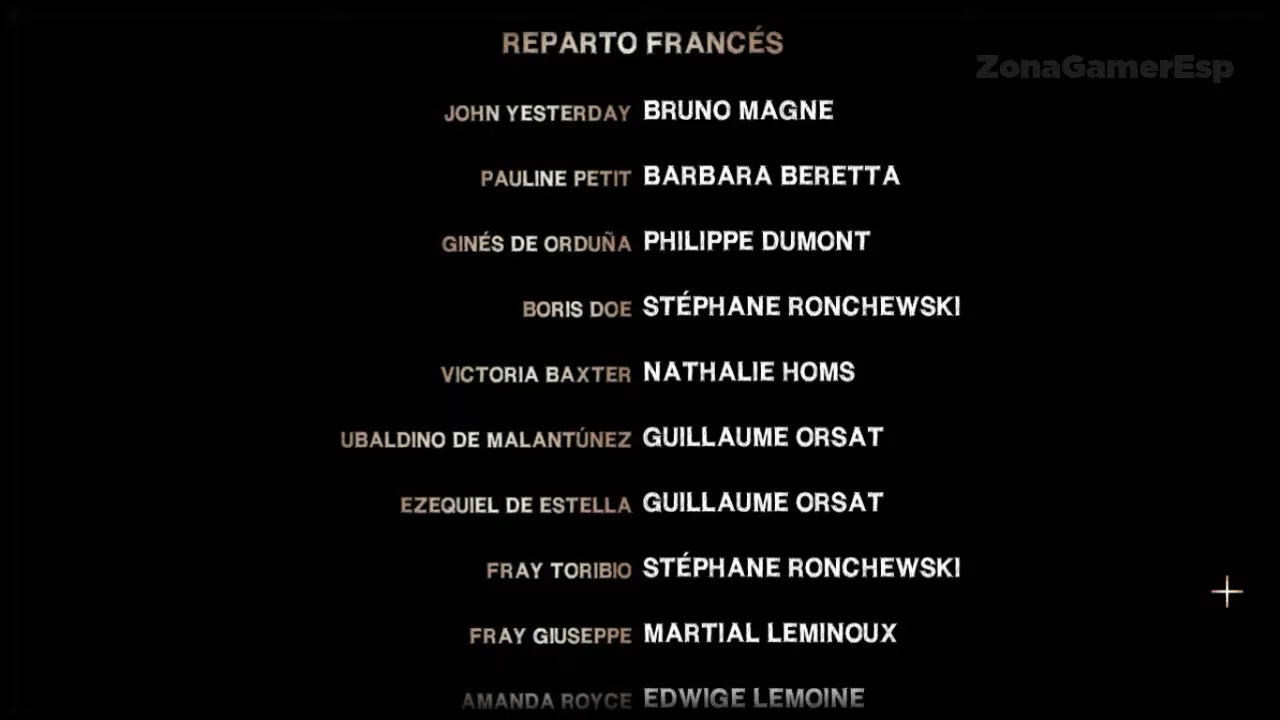 REPARTO FRANCÉS
ZonaGamerEsp
JOHN YESTERDAY BRUNO MAGNE
PAULINE PETIT BARBARA BERETTA
GINÉS DE ORDUÑA PHILIPPE DUMONT
BORIS DOE STÉPHANE RONCHEWSKI
VICTORIA BAXTER NATHALIE HOMS
UBALDINO DE MALANTÚNEZ GUILLAUME ORSAT
EZEQUIEL DE ESTELLA GUILLAUME ORSAT
FRAY TORIBIO STÉPHANE RONCHEWSKI
FRAY GIUSEPPE MARTIAL LEMINOUX
AMANDA ROYCE EDWIGE LEMOINE